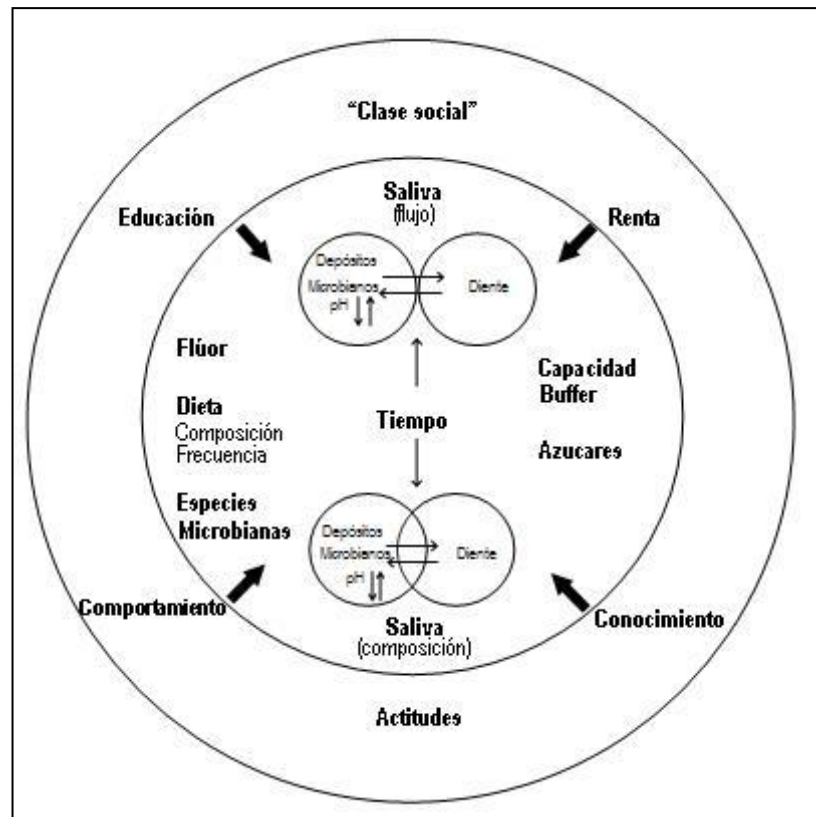 “Clase social”
Educación
Renta
Saliva
(flujo)
Depósitos
Microbianos
pH
Diente
Flúor
Dieta
Composición
Frecuencia
Especies
Microbianas
Tiempo
Capacidad
Buffer
Azucares
Depósitos
Microbianos
pH
Diente
Saliva
(composición)
Comportamiento
Conocimiento
Actitudes